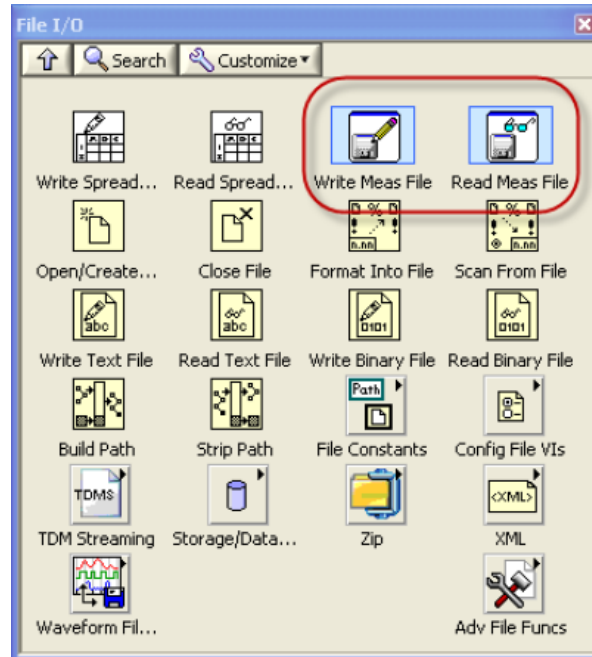 File I/O
Search Customize
Write Spread... Read Spread... Write Meas File Read Meas File
% %
n.nn n.nn
Open/Create... Close File Format Into File Scan From File
abc abc 0101 0101
Write Text File Read Text File Write Binary File Read Binary File
Path
Build Path Strip Path File Constants Config File VIs
TDMS <XML>
TDM Streaming Storage/Data... Zip XML
Waveform Fil... Adv File Funcs